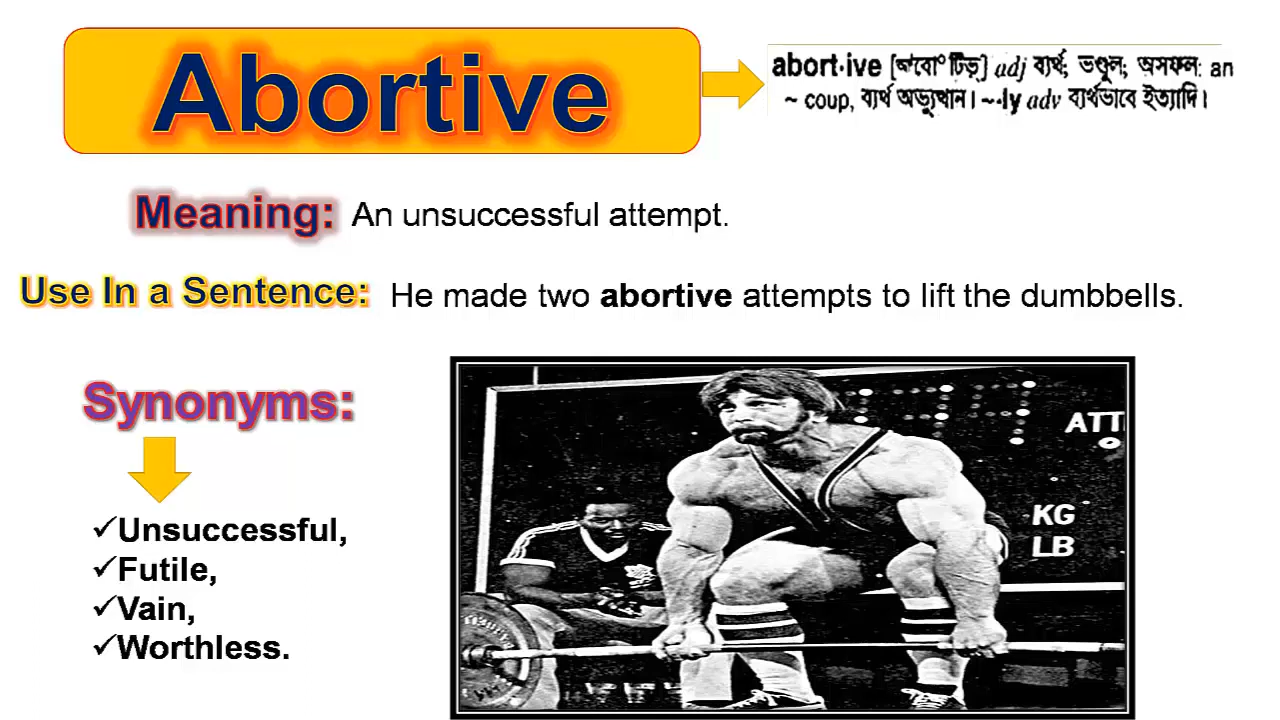 Abortive
abort·ive [অ্যাবোটিভ্] adj ব্যর্থ; ভণ্ডুল; অসফল: an
~ coup, ব্যর্থ অভ্যুত্থান। ~·ly adv ব্যর্থভাবে ইত্যাদি।
Meaning: An unsuccessful attempt.
Use In a Sentence: He made two abortive attempts to lift the dumbbells.
Synonyms:
✓Unsuccessful,
✓Futile,
✓Vain,
✓Worthless.
ATT
KG
LB